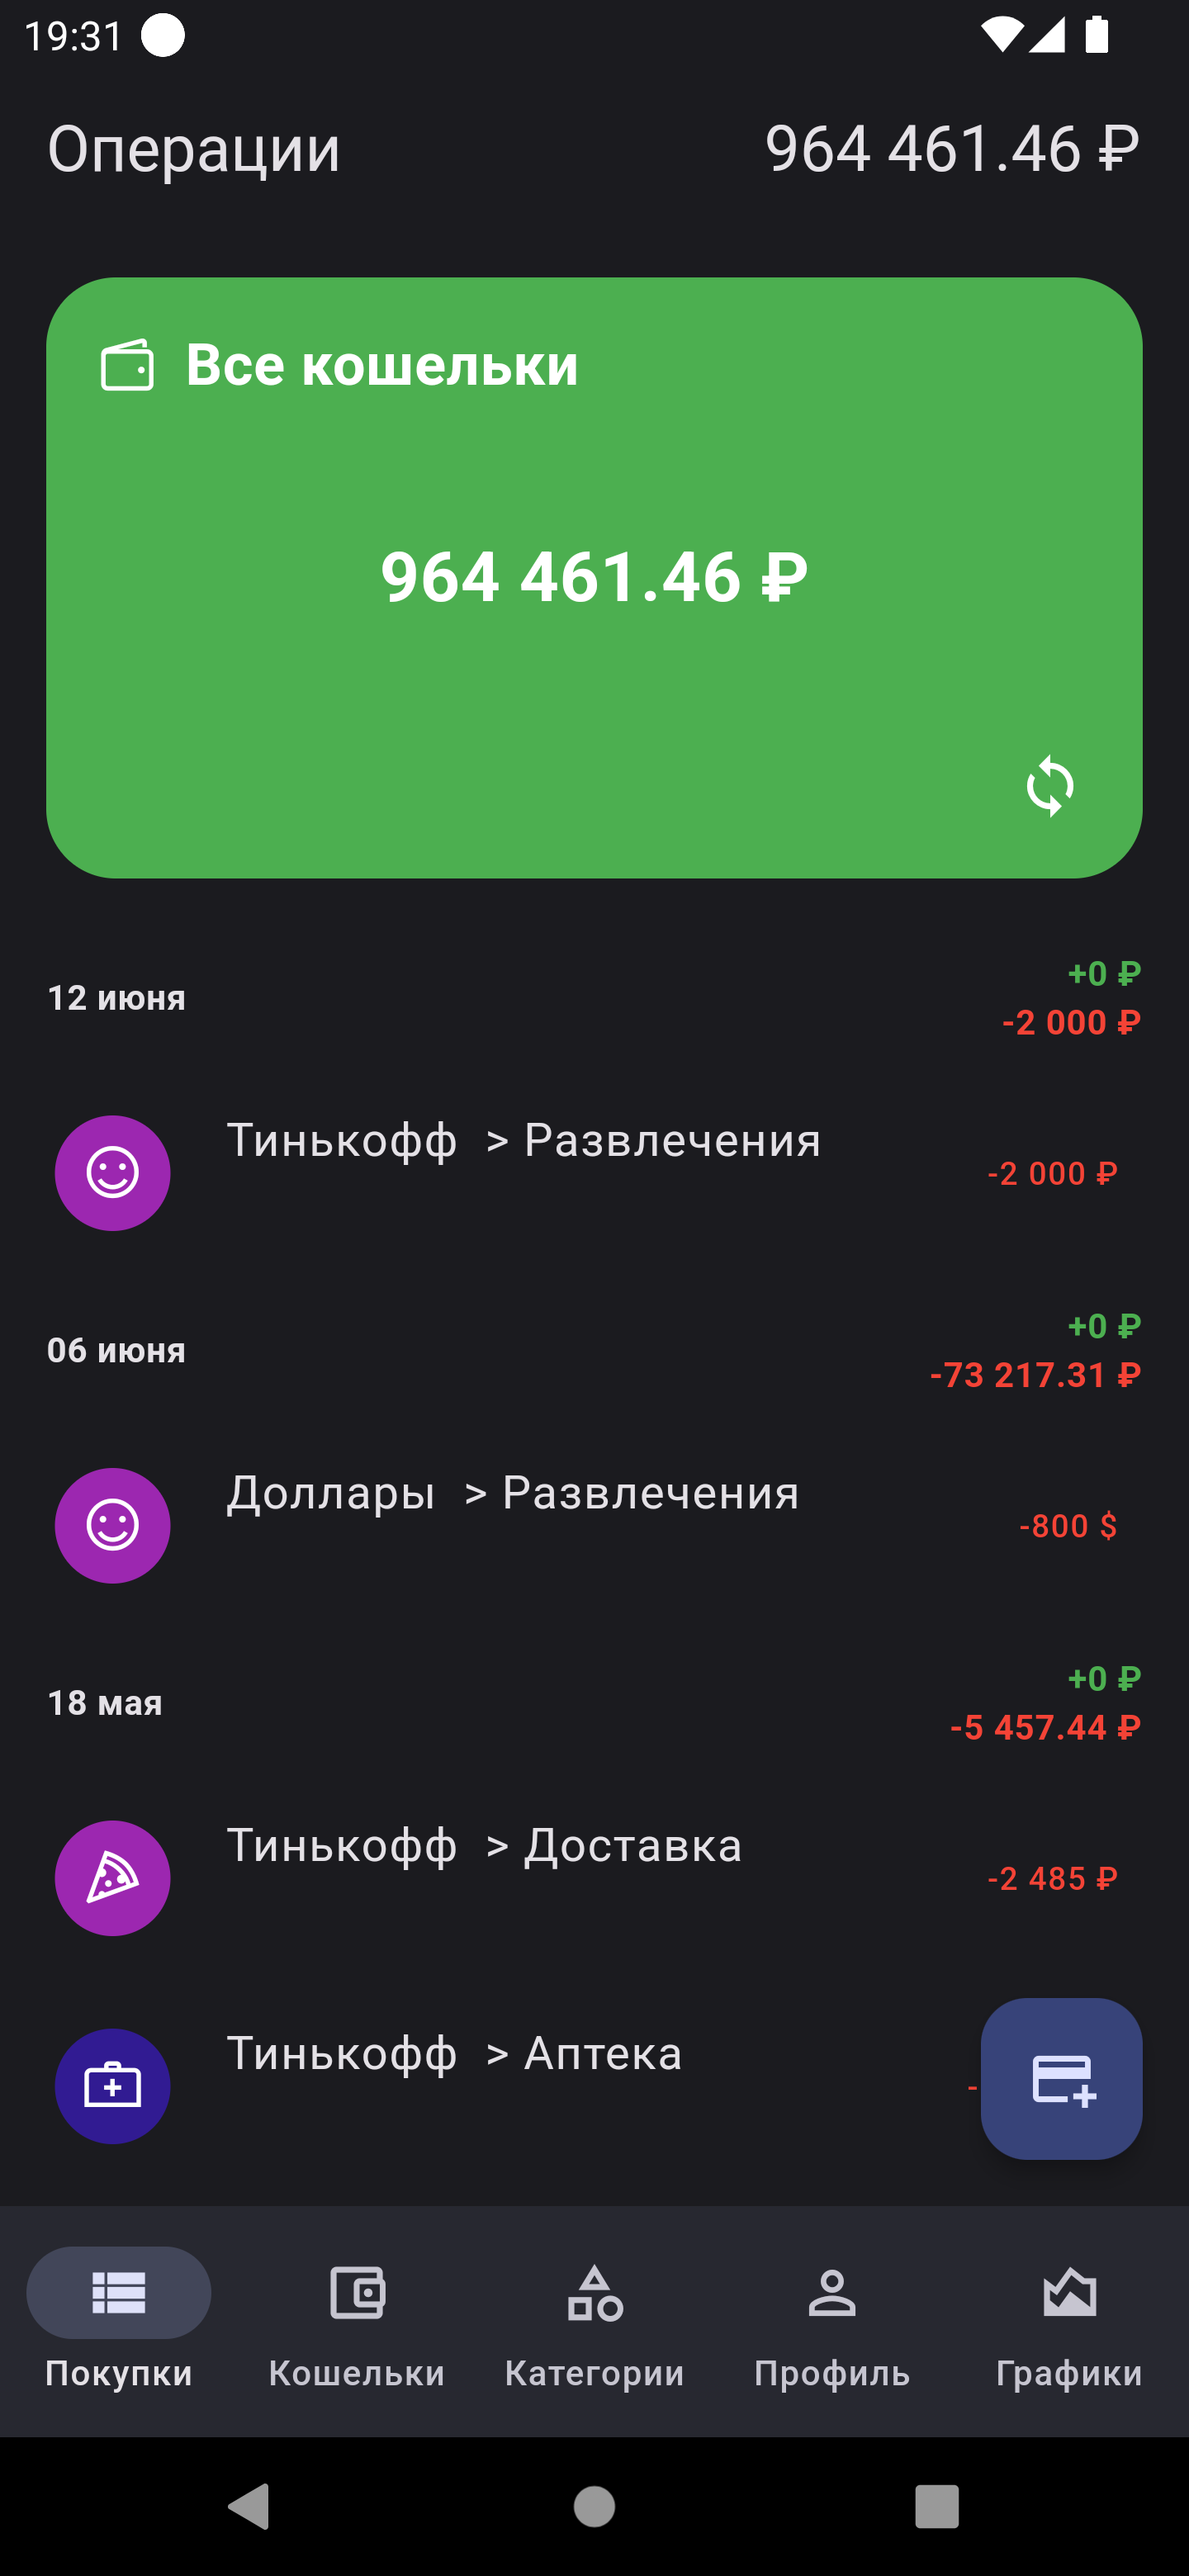 19:31
Операции 964 461.46 ₽
Все кошельки
964 461.46 ₽
12 июня
+0 ₽
-2 000 ₽
Тинькофф > Развлечения
-2 000 ₽
06 июня
+0 ₽
-73 217.31 ₽
Доллары > Развлечения
-800 $
18 мая
+0 ₽
-5 457.44 ₽
Тинькофф > Доставка
-2 485 ₽
Тинькофф > Аптека
-
Покупки Кошельки Категории Профиль Графики